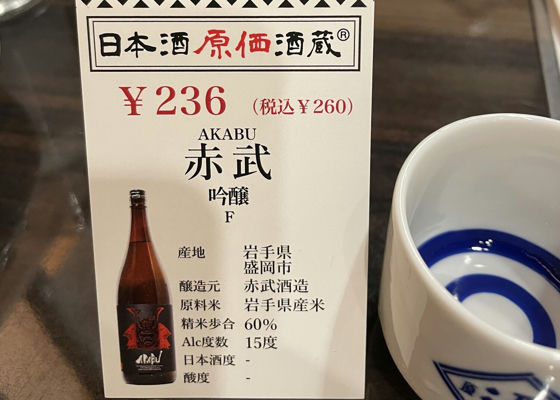 日本酒原価酒蔵®
￥236 （税込￥260）
AKABU
赤武
吟醸
F
産地 岩手県
盛岡市
醸造元 赤武酒造
原料米 岩手県産米
精米歩合 60%
Alc度数 15度
日本酒度 -
酸度 -
AKABU